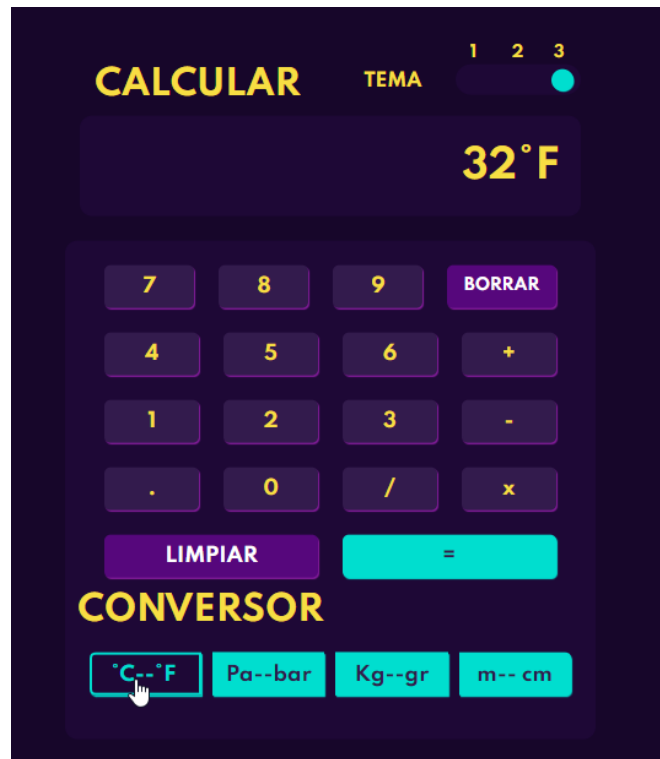 1 2 3
CALCULAR TEMA
32°F
7 8 9 BORRAR
4 5 6 +
1 2 3 -
. 0 / x
LIMPIAR =
CONVERSOR
°C--°F Pa--bar Kg--gr m-- cm